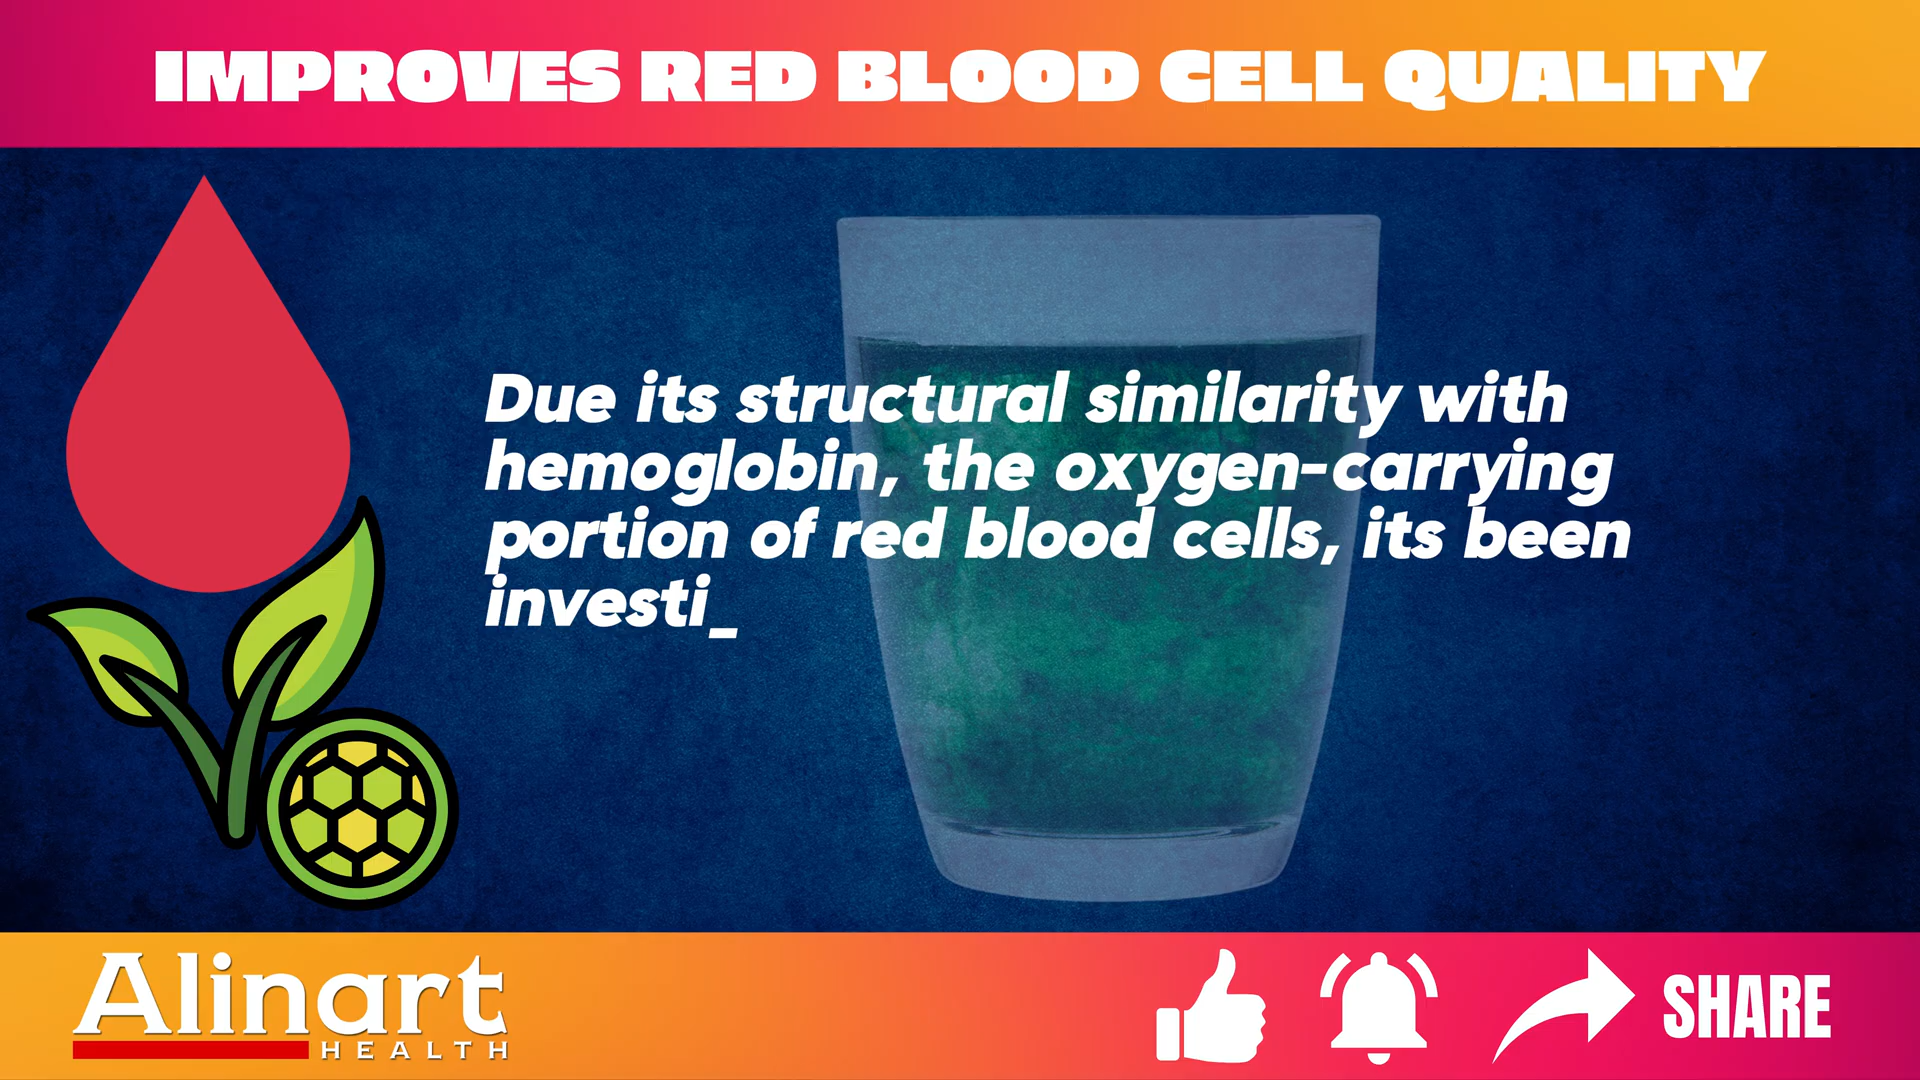 IMPROVES RED BLOOD CELL QUALITY
Due its structural similarity with
hemoglobin, the oxygen-carrying
portion of red blood cells, its been
investi_
Alinart
HEALTH
SHARE